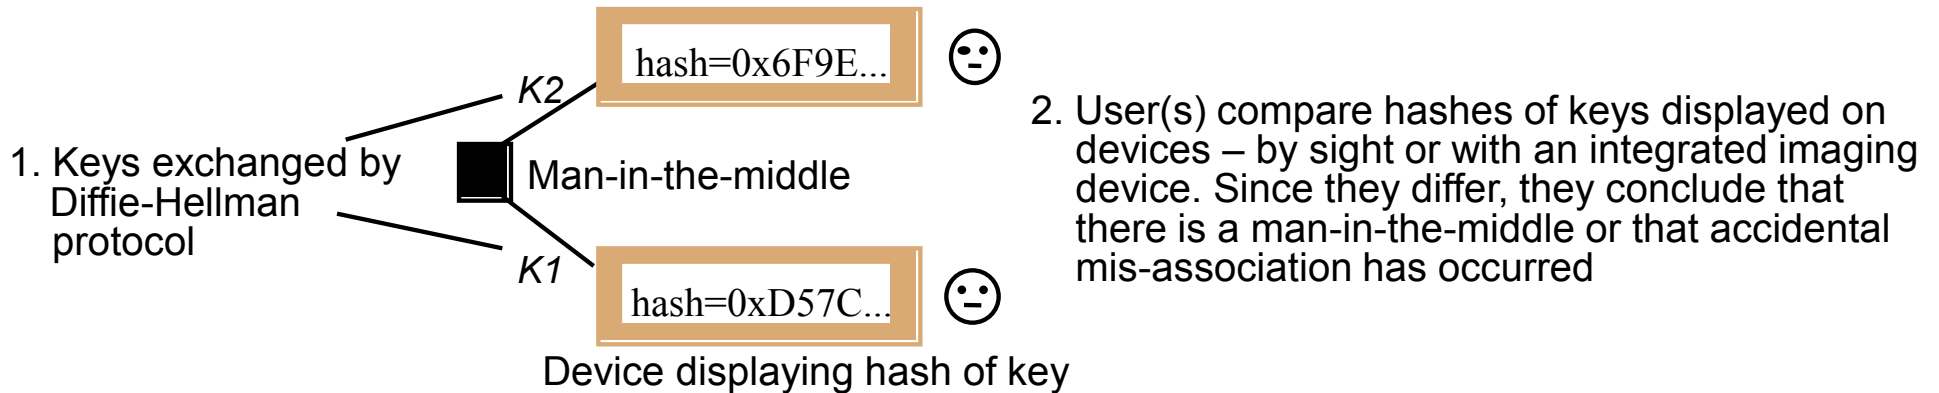 hash=0x6F9E...
K2
1. Keys exchanged by
Diffie-Hellman
protocol
Man-in-the-middle
K1
hash=0xD57C...
Device displaying hash of key
2. User(s) compare hashes of keys displayed on
devices – by sight or with an integrated imaging
device. Since they differ, they conclude that
there is a man-in-the-middle or that accidental
mis-association has occurred